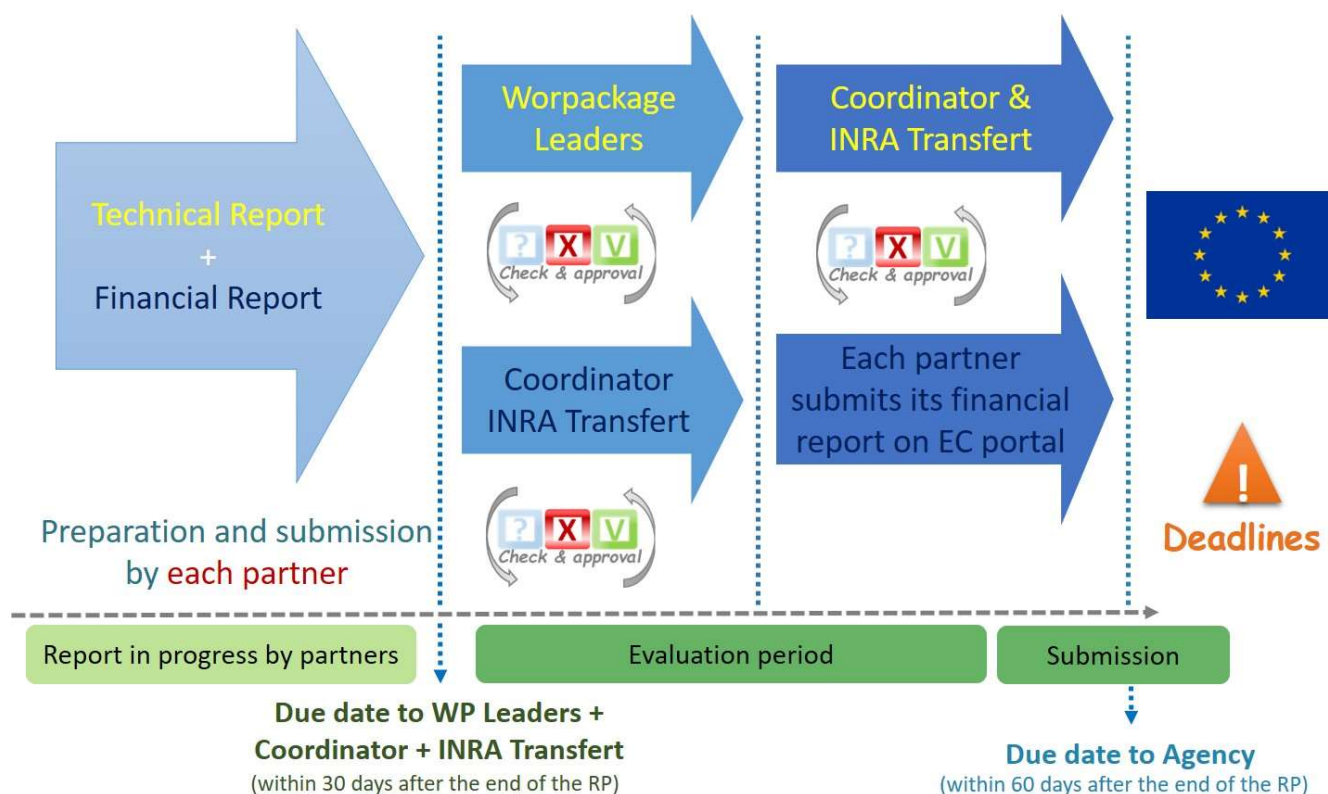 Technical Report
+
Financial Report
Preparation and submission
by each partner
Worpackage
Leaders
? X V
Check & approval
Coordinator
INRA Transfert
? X V
Check & approval
Coordinator &
INRA Transfert
? X V
Check & approval
Each partner
submits its financial
report on EC portal
!
Deadlines
Report in progress by partners
Evaluation period
Submission
Due date to WP Leaders +
Coordinator + INRA Transfert
(within 30 days after the end of the RP)
Due date to Agency
(within 60 days after the end of the RP)